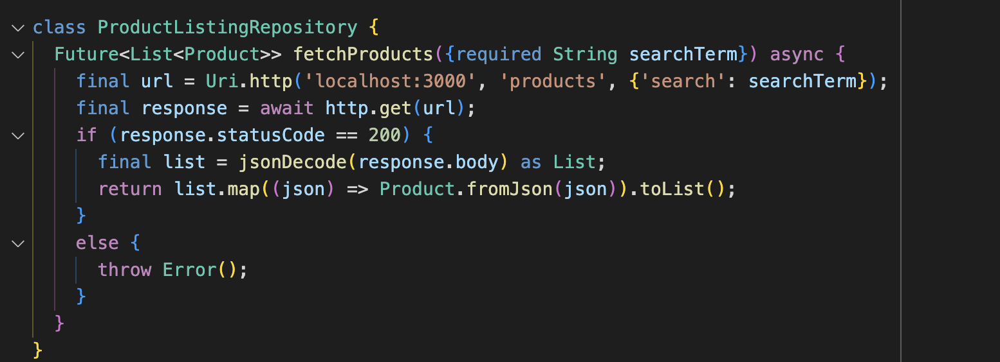 class ProductListingRepository {
  Future<List<Product>> fetchProducts({required String searchTerm}) async {
    final url = Uri.http('localhost:3000', 'products', {'search': searchTerm});
    final response = await http.get(url);
    if (response.statusCode == 200) {
      final list = jsonDecode(response.body) as List;
      return list.map((json) => Product.fromJson(json)).toList();
    }
    else {
      throw Error();
    }
  }
}